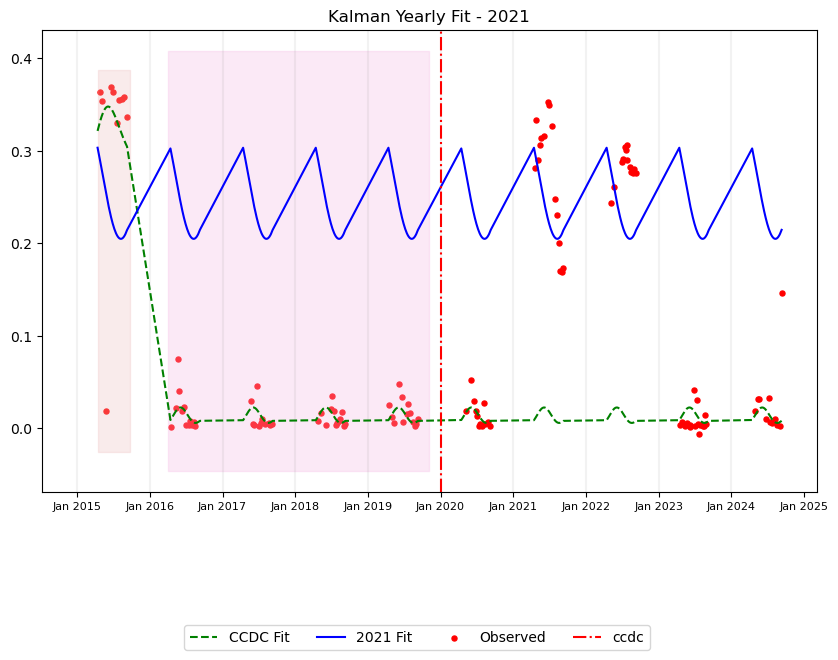 Kalman Yearly Fit - 2021
0.4
0.3
0.2
0.1
0.0
Jan 2015 Jan 2016 Jan 2017 Jan 2018 Jan 2019 Jan 2020 Jan 2021 Jan 2022 Jan 2023 Jan 2024 Jan 2025
CCDC Fit 2021 Fit Observed ccdc